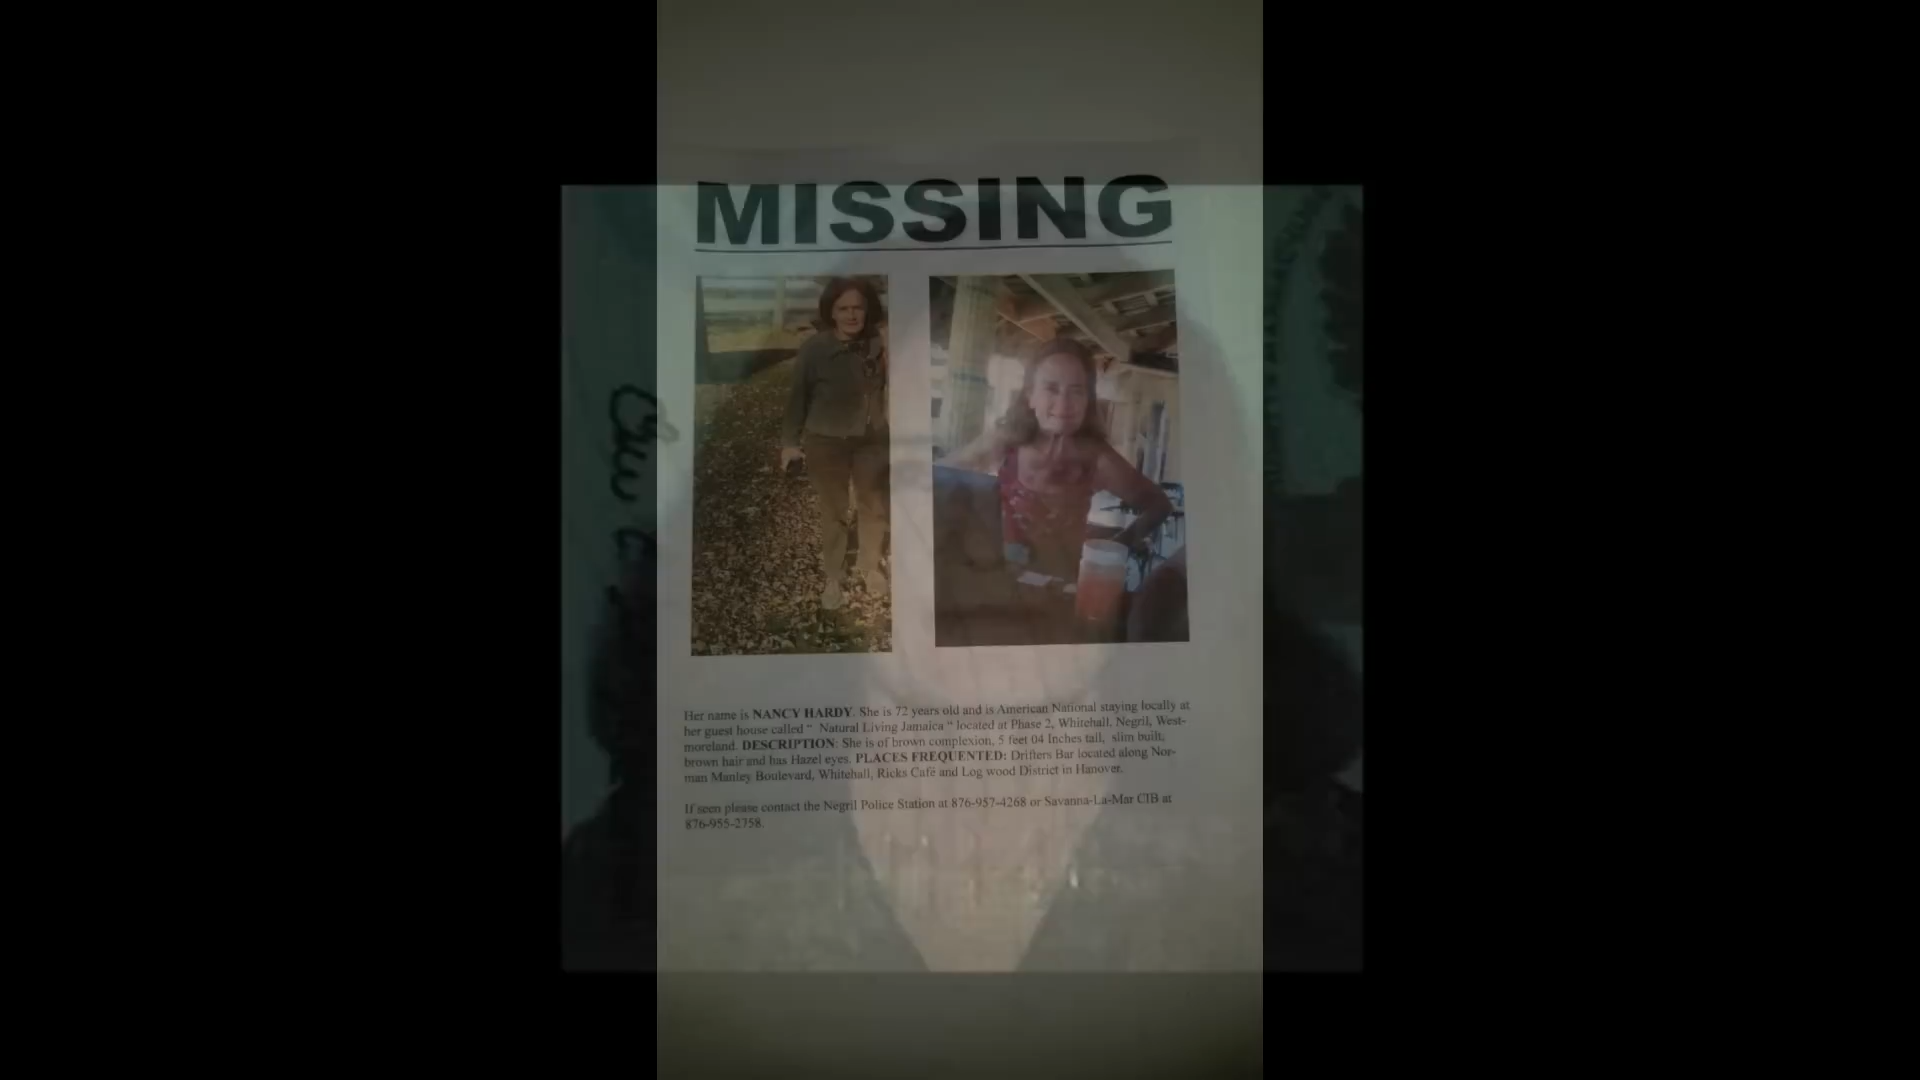 MISSING
Her name is NANCY HARDY. She is 72 years old and is American National staying locally at
her guest house called " Natural Living Jamaica " located at Phase 2, Whitehall, Negril, West-
moreland. DESCRIPTION: She is of brown complexion, 5 feet 04 Inches tall, slim built,
brown hair and has Hazel eyes. PLACES FREQUENTED: Drifters Bar located along Nor-
man Manley Boulevard, Whitehall, Ricks Café and Log wood District in Hanover.
If seen please contact the Negril Police Station at 876-957-4268 or Savanna-La-Mar CIB at
876-955-2758.